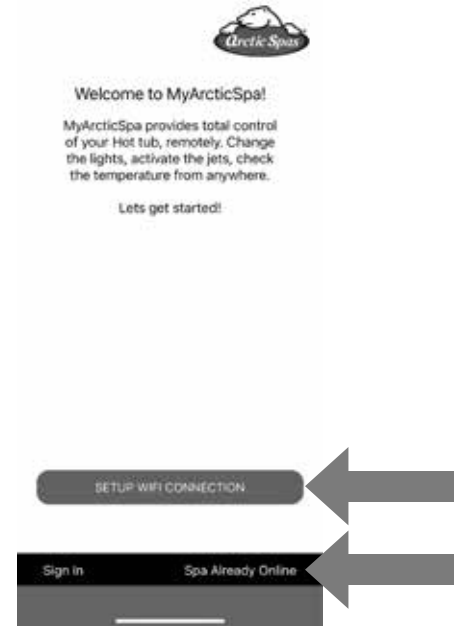 Arctic Spas
Welcome to MyArcticSpa!
MyArcticSpa provides total control
of your Hot tub, remotely. Change
the lights, activate the jets, check
the temperature from anywhere.
Lets get started!
SETUP WIFI CONNECTION
Sign In
Spa Already Online